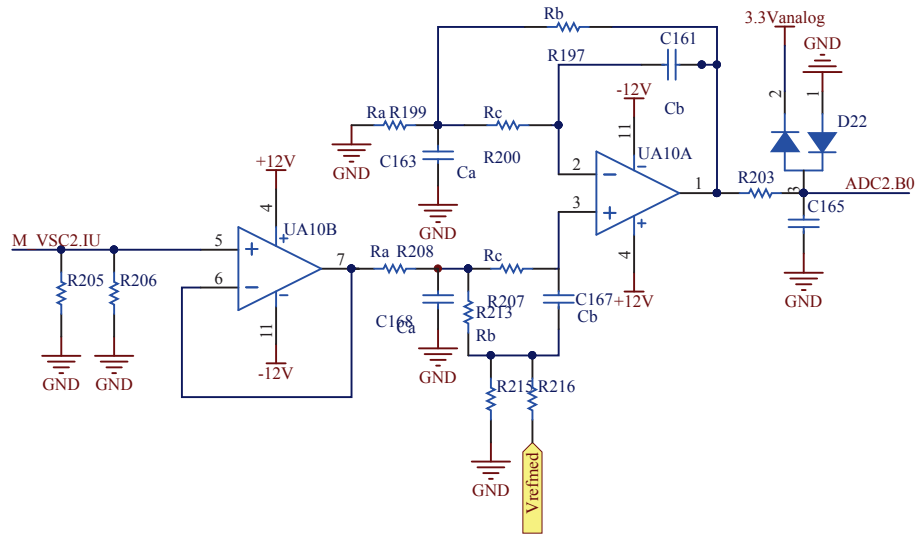 Rb
3.3Vanalog
GND
C161
R197
-12V
2
1
Ra R199
Rc
Cb
11
D22
GND
C163
Ca
R200
2
UA10A
+12V
R203
ADC2.B0
1
3
GND
3
C165
4
UA10B
M_VSC2.IU
5
Ra R208
Rc
4
6
7
GND
R205
R206
R207
C167
+12V
C168
Ca
R213
Cb
11
Rb
GND
GND
-12V
GND
R215
R216
GND
Vrefmed